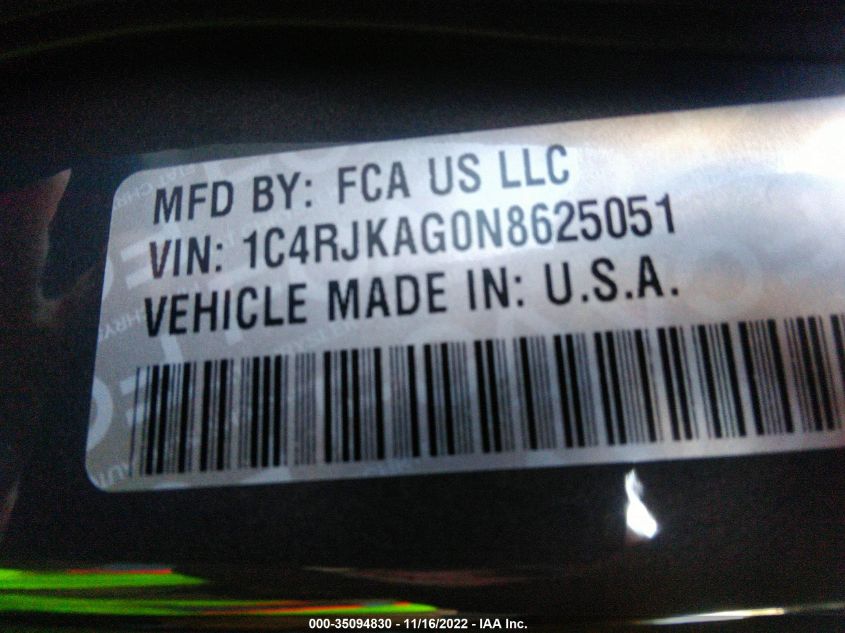 MFD BY: FCA US LLC
VIN: 1C4RJKAG0N8625051
VEHICLE MADE IN: U.S.A.
000-35094830 - 11/16/2022 - IAA Inc.